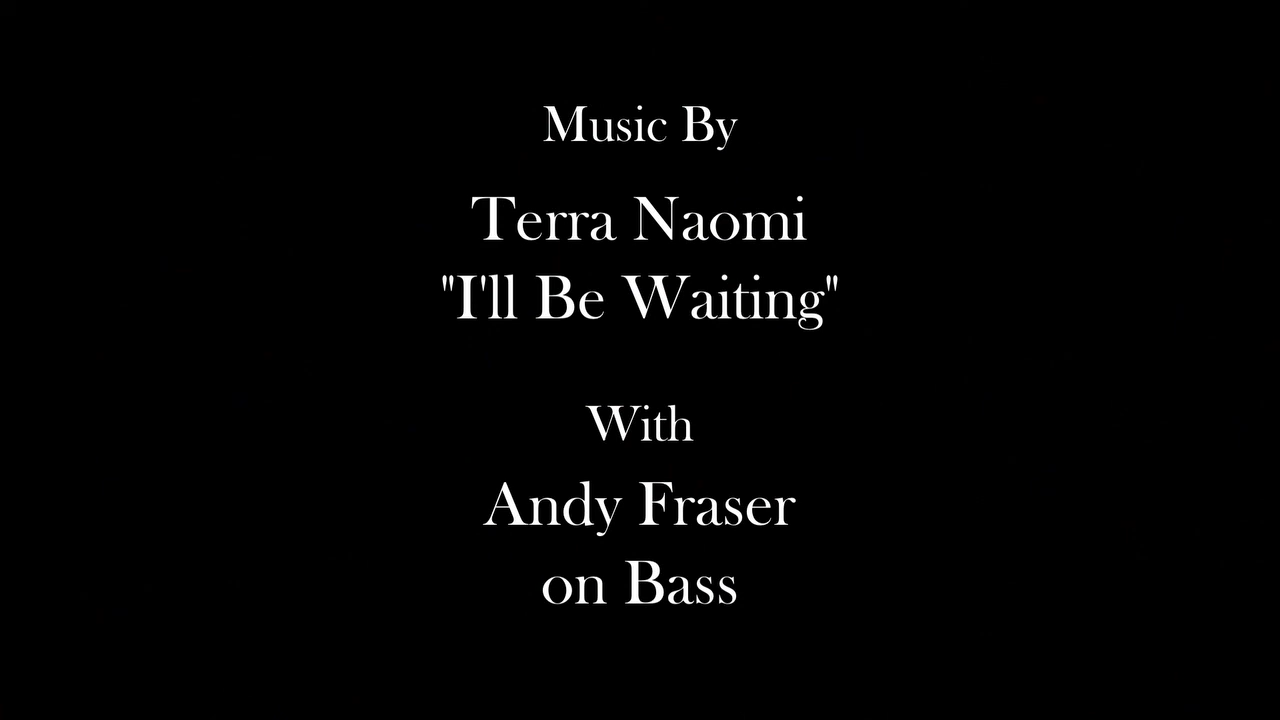 Music By
Terra Naomi
"I'll Be Waiting"
With
Andy Fraser
on Bass